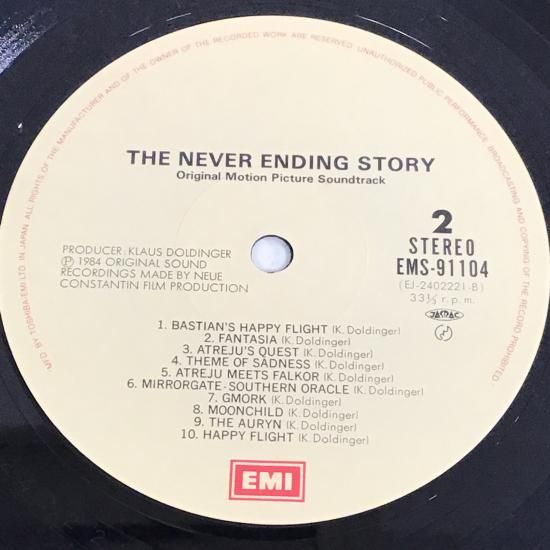 MF'D BY TOSHIBA-EMI LTD. IN JAPAN. ALL RIGHTS OF THE MANUFACTURER AND OF THE OWNER OF THE RECORDED WORK ARE RESERVED. UNAUTHORIZED PUBLIC PERFORMANCE, BROADCASTING AND COPYING OF THE RECORD PROHIBITED.
THE NEVER ENDING STORY
Original Motion Picture Soundtrack
2
STEREO
EMS-91104
(EJ-2402221-B)
33⅓ r.p.m.
JASRAC
PRODUCER: KLAUS DOLDINGER
Ⓟ 1984 ORIGINAL SOUND
RECORDINGS MADE BY NEUE
CONSTANTIN FILM PRODUCTION
1. BASTIAN'S HAPPY FLIGHT (K. Doldinger)
2. FANTASIA (K. Doldinger)
3. ATREJU'S QUEST (K. Doldinger)
4. THEME OF SADNESS (K. Doldinger)
5. ATREJU MEETS FALKOR (K. Doldinger)
6. MIRRORGATE-SOUTHERN ORACLE (K. Doldinger)
7. GMORK (K. Doldinger)
8. MOONCHILD (K. Doldinger)
9. THE AURYN (K. Doldinger)
10. HAPPY FLIGHT (K. Doldinger)
EMI